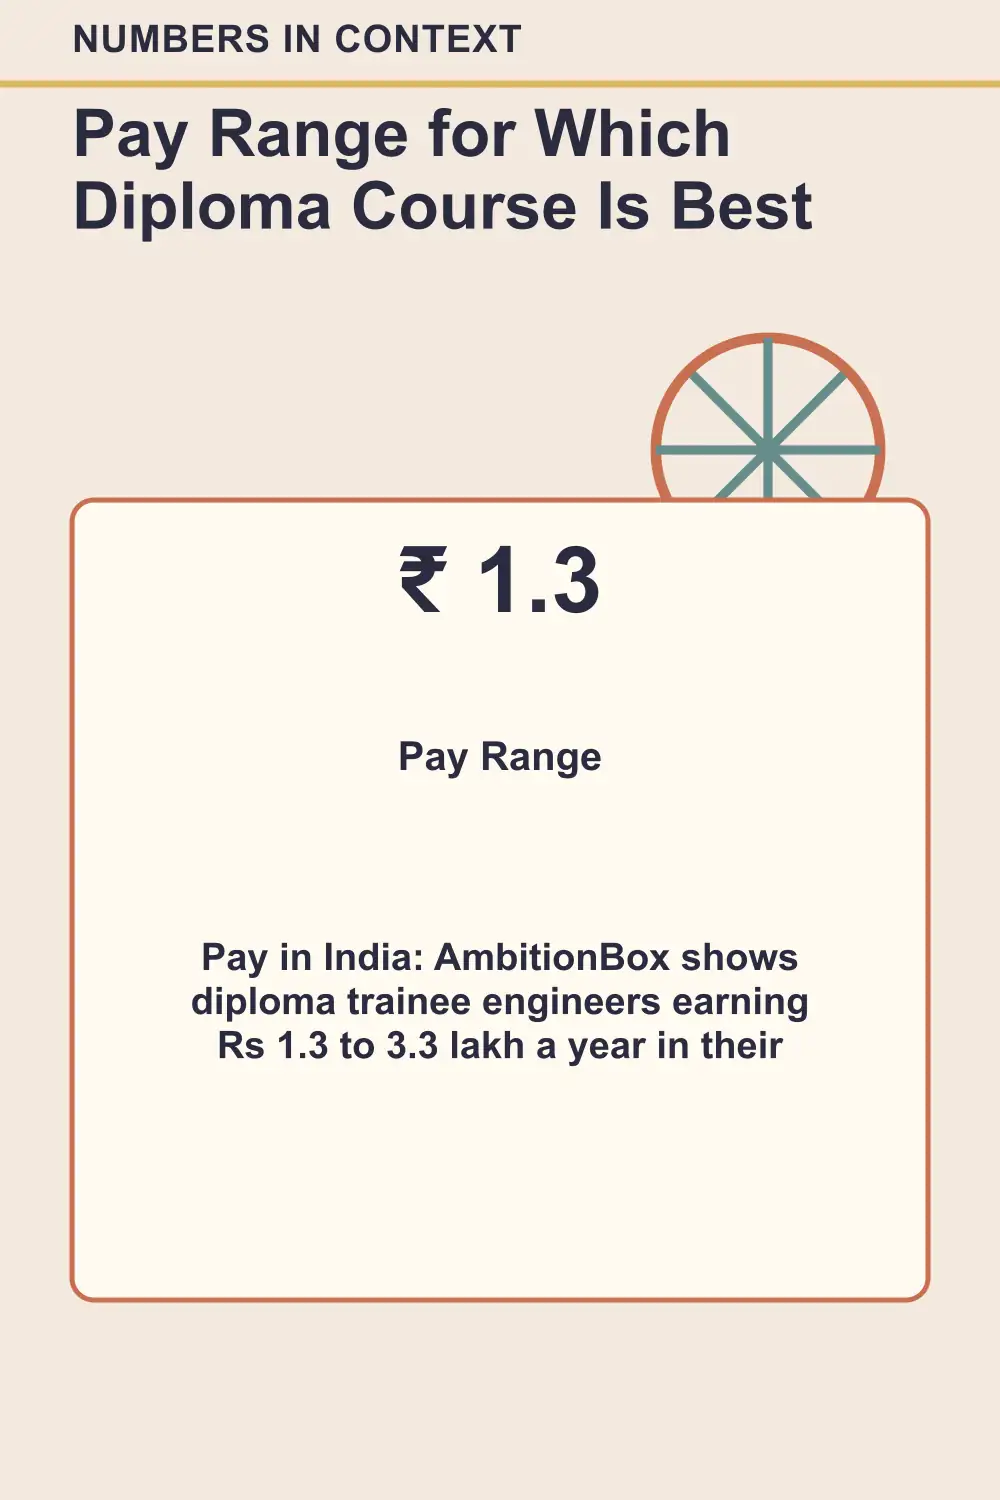 NUMBERS IN CONTEXT
Pay Range for Which
Diploma Course Is Best
₹ 1.3
Pay Range
Pay in India: AmbitionBox shows
diploma trainee engineers earning
Rs 1.3 to 3.3 lakh a year in their